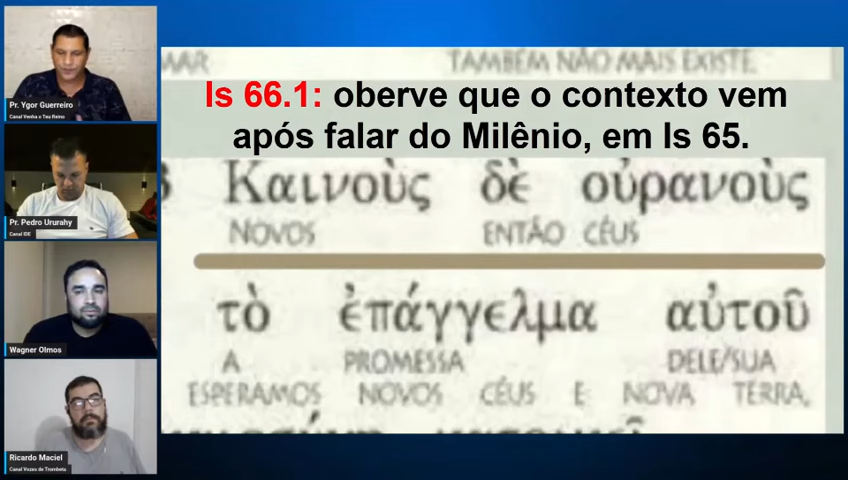 Pr. Ygor Guerreiro
Canal Venha o Teu Reino
Pr. Pedro Ururahy
Canal IDE
Wagner Olmos
Ricardo Maciel
Canal Vozes de Trombeta
MAR TAMBÉM NÃO MAIS EXISTE.
Is 66.1: oberve que o contexto vem
após falar do Milênio, em Is 65.
Καινοὺς δὲ οὐρανοὺς
NOVOS ENTÃO CÉUS
τὸ ἐπάγγελμα αὐτοῦ
A PROMESSA DELE/SUA
ESPERAMOS NOVOS CÉUS E NOVA TERRA,